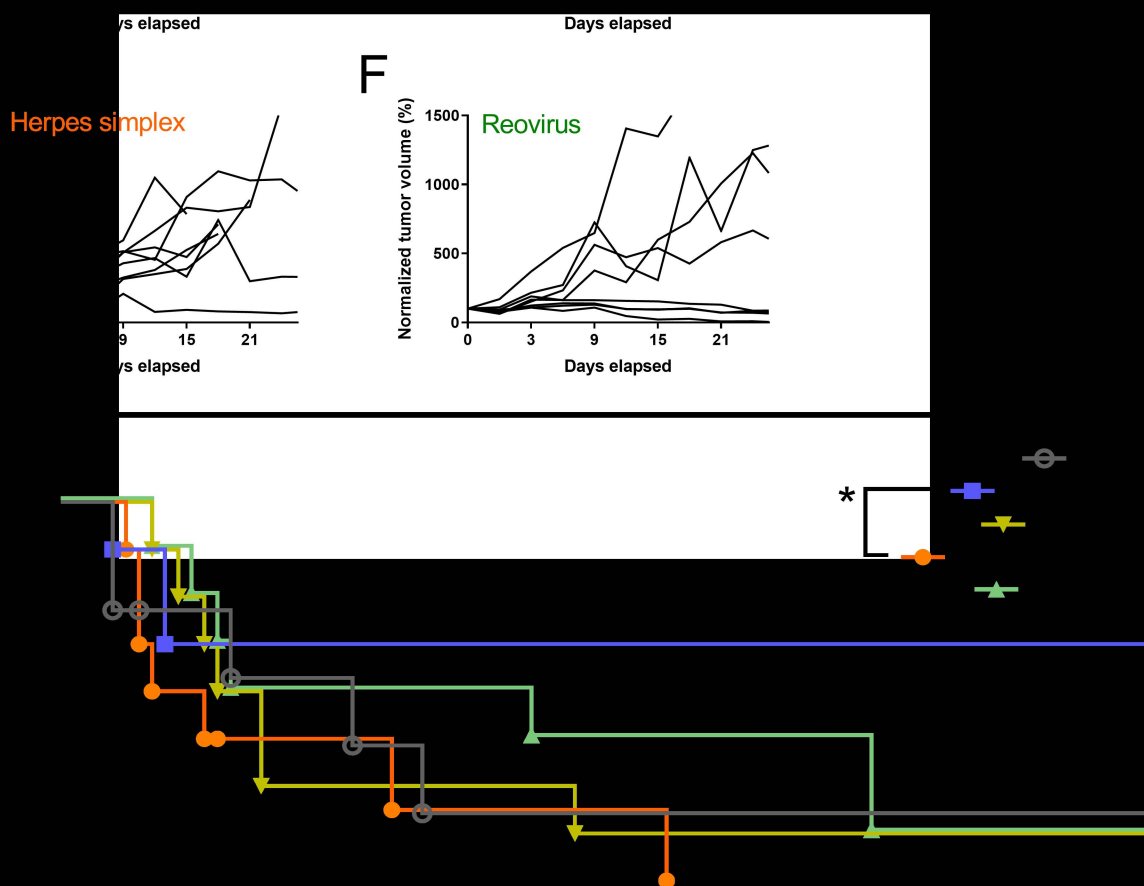 ys elapsed
Days elapsed
F
Herpes simplex
Reovirus
Normalized tumor volume (%)
1500
1000
500
0
9 15 21
0 3 9 15 21
ys elapsed
Days elapsed
*